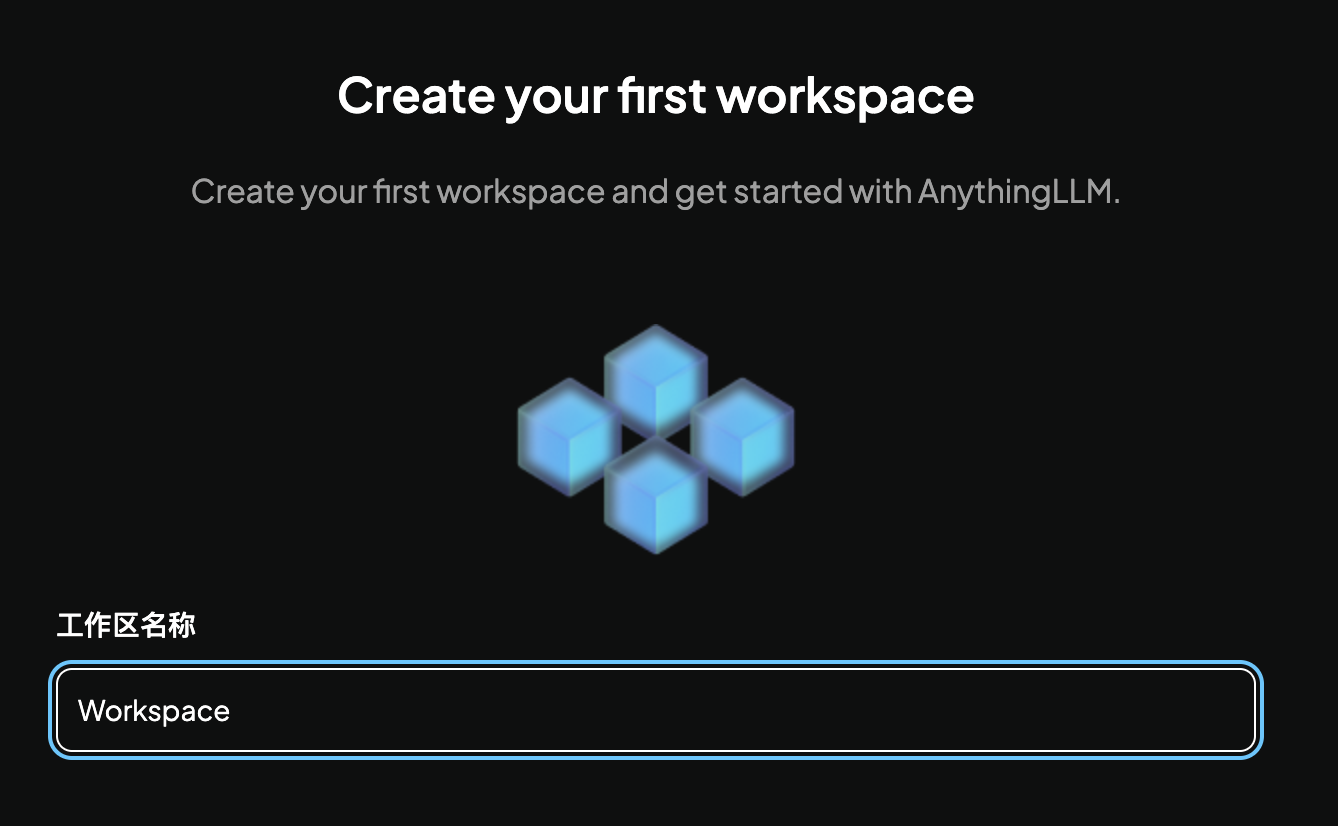 Create your first workspace
Create your first workspace and get started with AnythingLLM.
工作区名称
Workspace